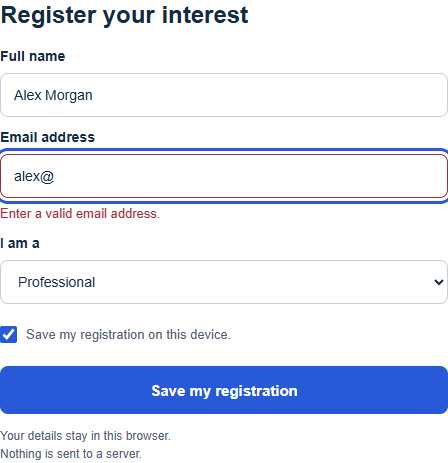 Register your interest
Full name
Alex Morgan
Email address
alex@
Enter a valid email address.
I am a
Professional
Save my registration on this device.
Save my registration
Your details stay in this browser.
Nothing is sent to a server.